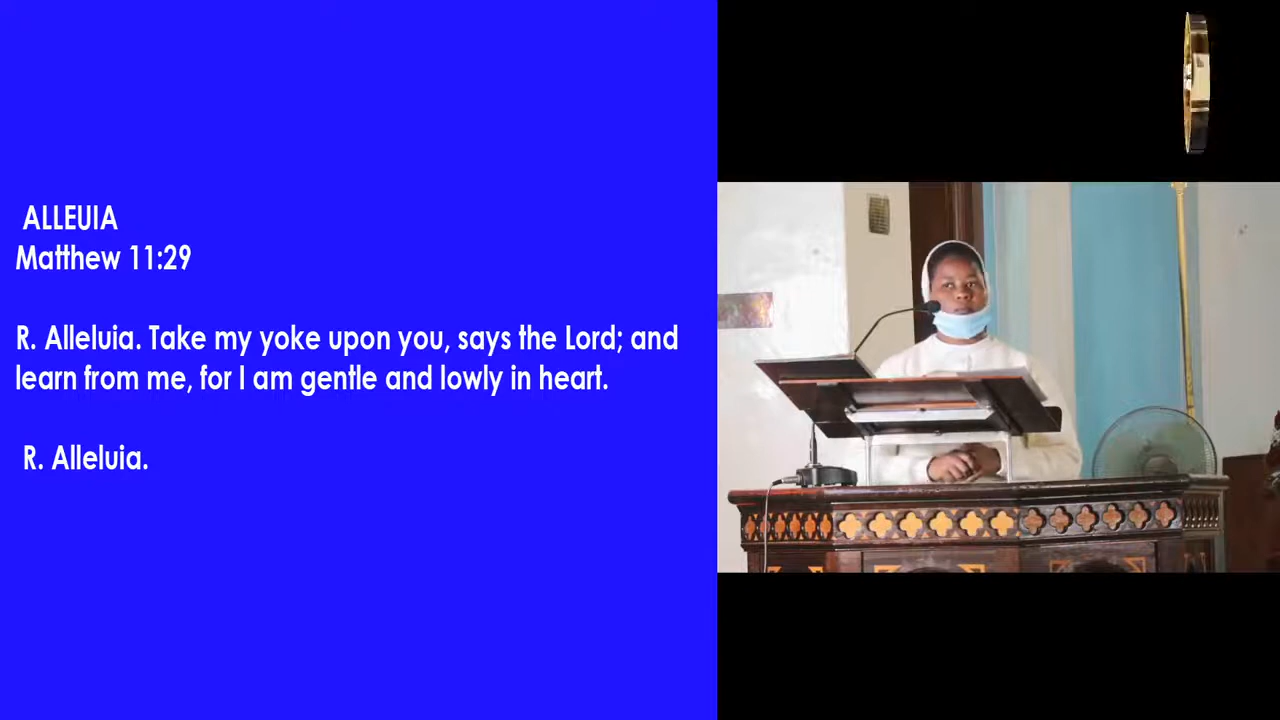 ALLEUIA
Matthew 11:29
R. Alleluia. Take my yoke upon you, says the Lord; and
learn from me, for I am gentle and lowly in heart.
R. Alleluia.